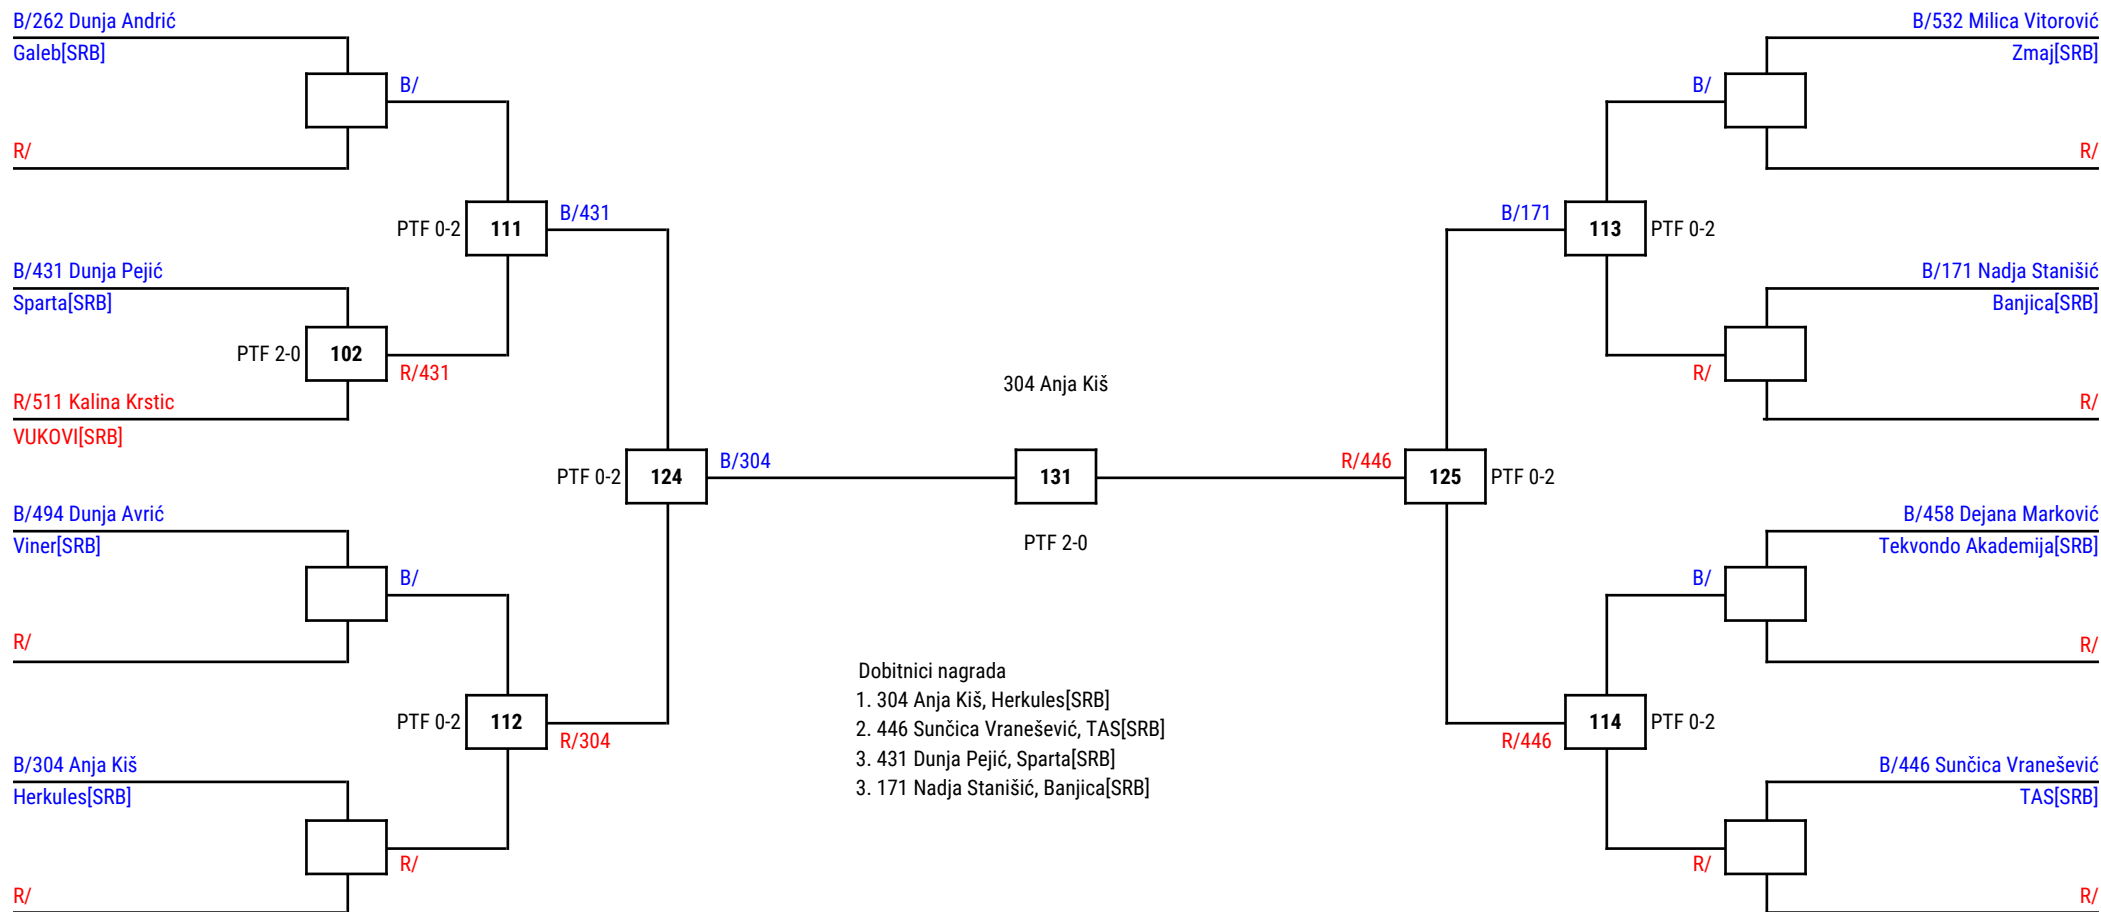 B/262 Dunja Andrić
Galeb[SRB]
B/
R/
PTF 0-2
111
B/431
B/431 Dunja Pejić
Sparta[SRB]
PTF 2-0
102
R/431
R/511 Kalina Krstic
VUKOVI[SRB]
PTF 0-2
124
B/304
B/494 Dunja Avrić
Viner[SRB]
B/
R/
PTF 0-2
112
R/304
B/304 Anja Kiš
Herkules[SRB]
R/
R/
304 Anja Kiš
131
PTF 2-0
Dobitnici nagrada
1. 304 Anja Kiš, Herkules[SRB]
2. 446 Sunčica Vranešević, TAS[SRB]
3. 431 Dunja Pejić, Sparta[SRB]
3. 171 Nadja Stanišić, Banjica[SRB]
B/532 Milica Vitorović
Zmaj[SRB]
B/
R/
B/171
113
PTF 0-2
B/171 Nadja Stanišić
Banjica[SRB]
R/
R/
R/446
125
PTF 0-2
B/458 Dejana Marković
Tekvondo Akademija[SRB]
B/
R/
R/446
114
PTF 0-2
B/446 Sunčica Vranešević
TAS[SRB]
R/
R/